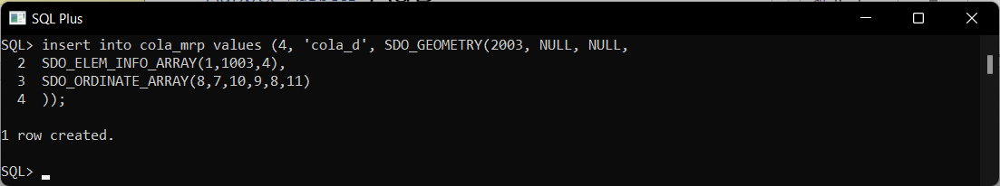 SQL Plus
SQL> insert into cola_mrp values (4, 'cola_d', SDO_GEOMETRY(2003, NULL, NULL,
  2  SDO_ELEM_INFO_ARRAY(1,1003,4),
  3  SDO_ORDINATE_ARRAY(8,7,10,9,8,11)
  4  ));
1 row created.
SQL>